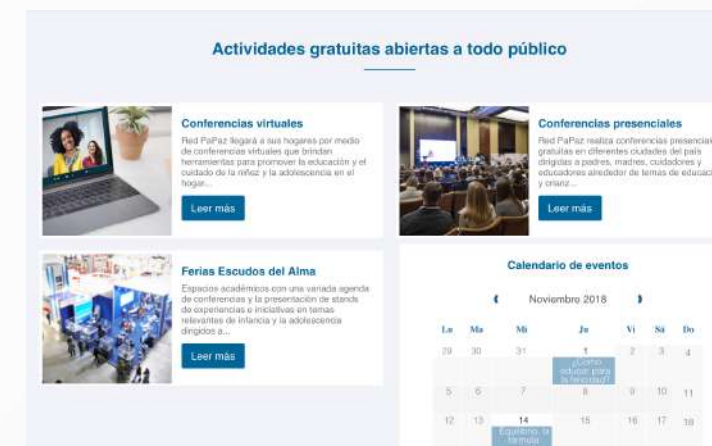 Actividades gratuitas abiertas a todo público
Conferencias virtuales
Red PaPaz llegará a sus hogares por medio
de conferencias virtuales que brindan
herramientas para promover la educación y el
cuidado de la niñez y la adolescencia en el
hogar...
Leer más
Conferencias presenciales
Red PaPaz realiza conferencias presencial
gratuitas en diferentes ciudades del país
dirigidas a padres, madres, cuidadores y
educadores alrededor de temas de educaci
y crianz...
Leer más
Ferias Escudos del Alma
Espacios académicos con una variada agenda
de conferencias y la presentación de stands
de experiencias e iniciativas en temas
relevantes de infancia y la adolescencia
dirigidos a...
Leer más
Calendario de eventos
Noviembre 2018
Lu Ma Mi Ju Vi Sá Do
29 30 31 1 2 3 4
¿Cómo
educar para
la felicidad?
5 6 7 8 9 10 11
12 13 14 15 16 17 18
Equilibrio, la
fórmula